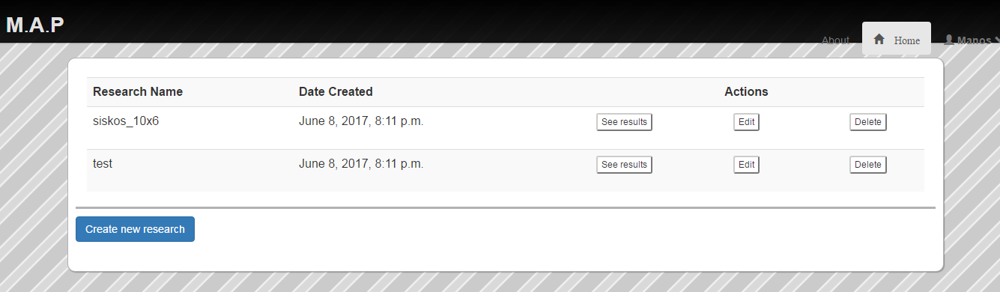 M.A.P
About Home Manos
Research Name Date Created Actions
siskos_10x6 June 8, 2017, 8:11 p.m. See results Edit Delete
test June 8, 2017, 8:11 p.m. See results Edit Delete
Create new research